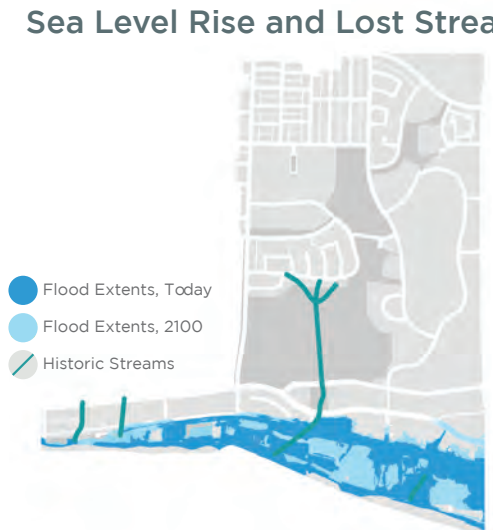 Sea Level Rise and Lost Strea
Flood Extents, Today
Flood Extents, 2100
Historic Streams